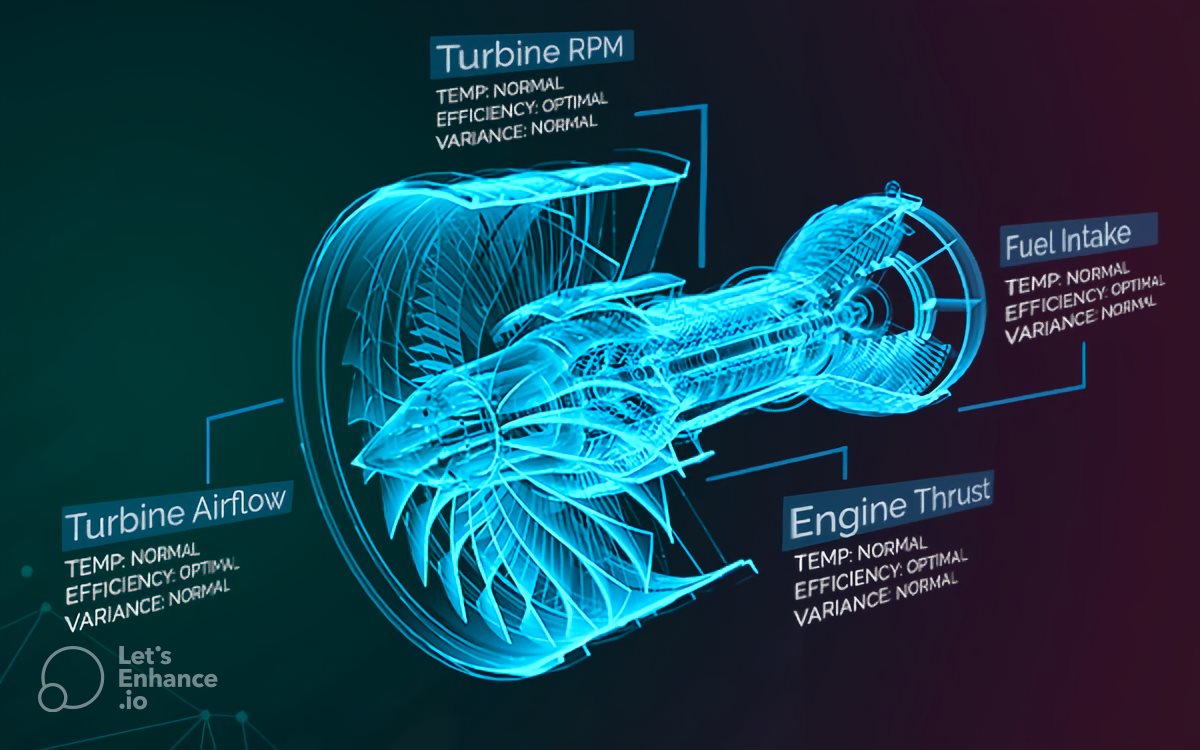 Turbine RPM
TEMP: NORMAL
EFFICIENCY: OPTIMAL
VARIANCE: NORMAL
Fuel Intake
TEMP: NORMAL
EFFICIENCY: OPTIMAL
VARIANCE: NORMAL
Turbine Airflow
TEMP: NORMAL
EFFICIENCY: OPTIMAL
VARIANCE: NORMAL
Engine Thrust
TEMP: NORMAL
EFFICIENCY: OPTIMAL
VARIANCE: NORMAL
Let's
Enhance
.io